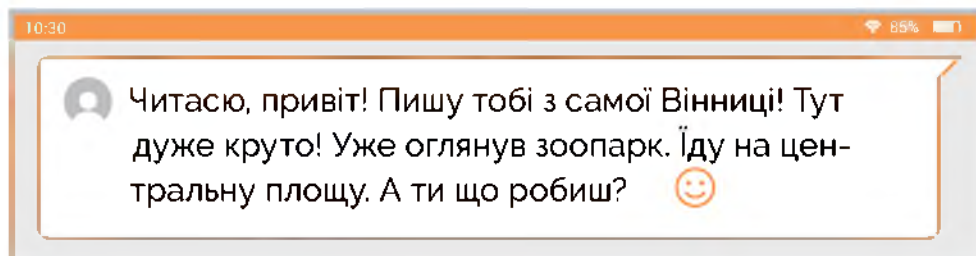 10:30 85%
Читасю, привіт! Пишу тобі з самої Вінниці! Тут
дуже круто! Уже оглянув зоопарк. Їду на цен-
тральну площу. А ти що робиш?